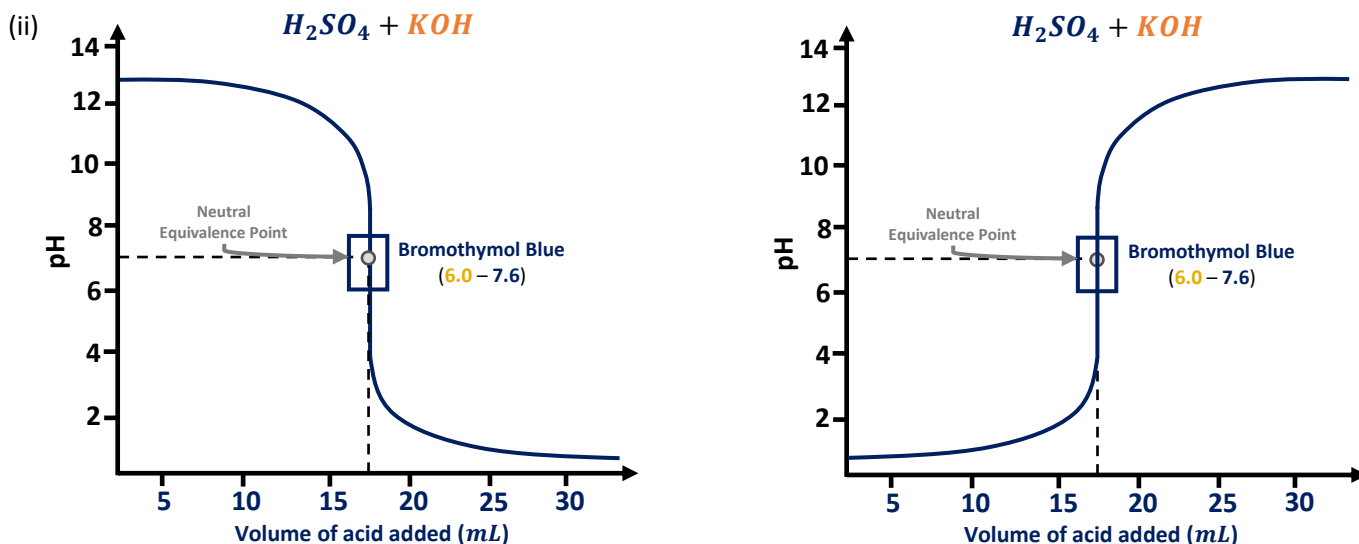 (ii)
H₂SO₄ + KOH
14
12
10
8
6
4
2
pH
Neutral
Equivalence Point
Bromothymol Blue
(6.0 – 7.6)
5 10 15 20 25 30
Volume of acid added (mL)
H₂SO₄ + KOH
14
12
10
8
6
4
2
pH
Neutral
Equivalence Point
Bromothymol Blue
(6.0 – 7.6)
5 10 15 20 25 30
Volume of acid added (mL)